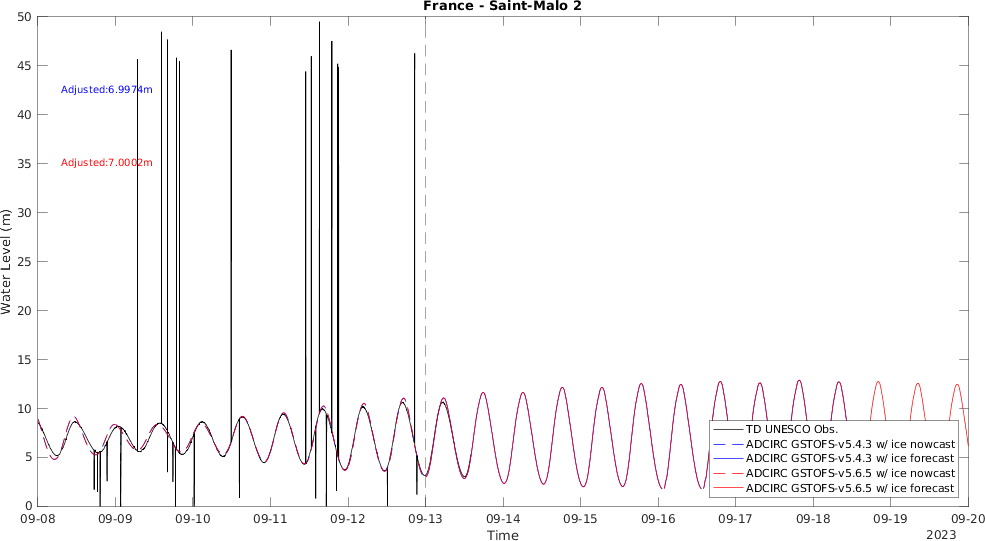 France - Saint-Malo 2
50
45
40
35
30
25
20
15
10
5
0
Water Level (m)
Adjusted:6.9974m
Adjusted:7.0002m
TD UNESCO Obs.
ADCIRC GSTOFS-v5.4.3 w/ ice nowcast
ADCIRC GSTOFS-v5.4.3 w/ ice forecast
ADCIRC GSTOFS-v5.6.5 w/ ice nowcast
ADCIRC GSTOFS-v5.6.5 w/ ice forecast
09-08 09-09 09-10 09-11 09-12 09-13 09-14 09-15 09-16 09-17 09-18 09-19 09-20
Time
2023